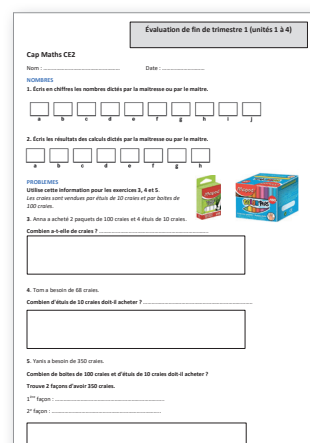 Évaluation de fin de trimestre 1 (unités 1 à 4)
Cap Maths CE2
Nom : ........................................ Date : ........................
NOMBRES
1. Écris en chiffres les nombres dictés par la maitresse ou par le maitre.
a b c d e f g h i j
2. Écris les résultats des calculs dictés par la maitresse ou par le maitre.
a b c d e f g h
PROBLEMES
Utilise cette information pour les exercices 3, 4 et 5.
Les craies sont vendues par étuis de 10 craies et par boites de
100 craies.
3. Anna a acheté 2 paquets de 100 craies et 4 étuis de 10 craies.
Combien a-t-elle de craies ? ........................................
4. Tom a besoin de 68 craies.
Combien d'étuis de 10 craies doit-il acheter ? ........................................
5. Yanis a besoin de 350 craies.
Combien de boites de 100 craies et d'étuis de 10 craies doit-il acheter ?
Trouve 2 façons d'avoir 350 craies.
1ère façon : ........................................
2e façon : ........................................